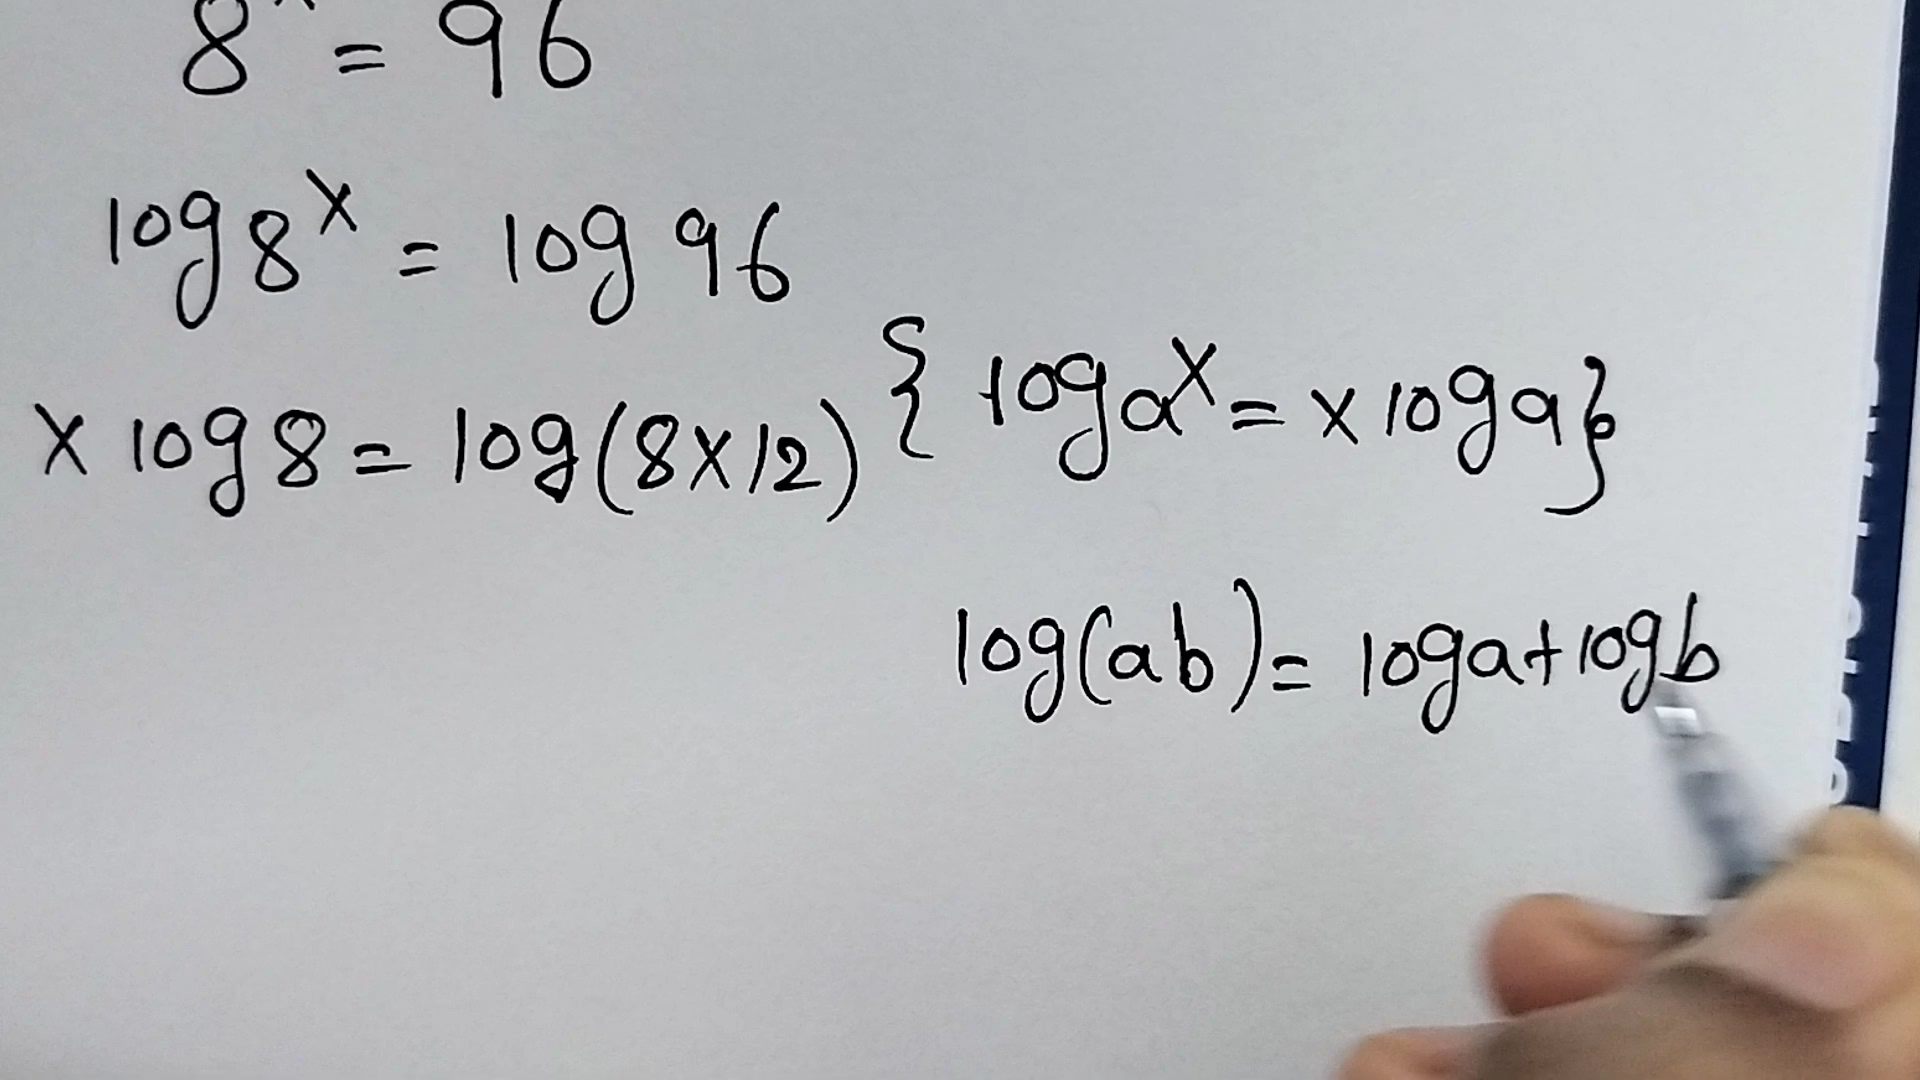 8^x = 96
log 8^x = log 96
x log 8 = log(8×12) { log a^x = x log a}
log(ab) = log a + log b